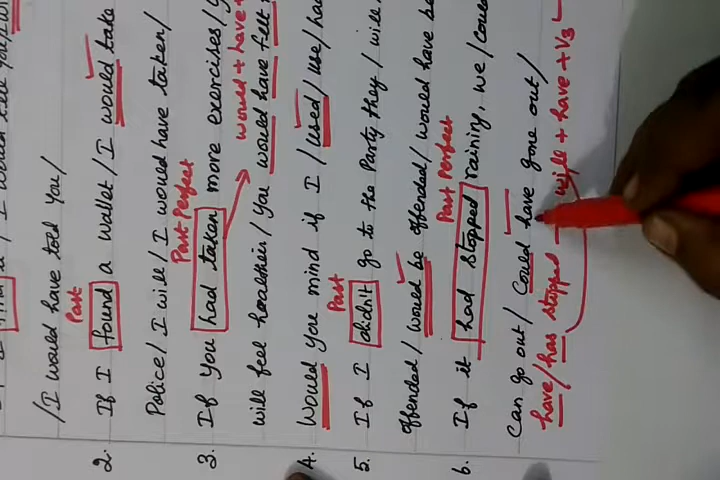 /I would have told you/
Past
2. If I found a wallet/I would take
Police/I will/I would have taken/
Past Perfect
3. If you had taken more exercises/
would + have +
will feel healthier/you would have felt
4. Would you mind if I/used/use/
Past
5. If I didn't go to the Party they/will/
offended/would be offended/would have be
Past Perfect
6. If it had stopped raining, we/
can go out/could have gone out/
have/has stopped will + have + V3